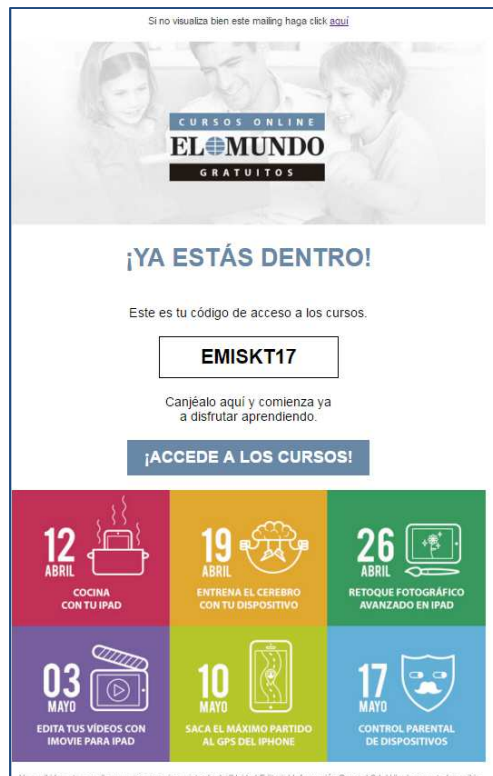 Si no visualiza bien este mailing haga click aquí
CURSOS ONLINE
EL MUNDO
GRATUITOS
¡YA ESTÁS DENTRO!
Este es tu código de acceso a los cursos.
EMISKT17
Canjéalo aquí y comienza ya
a disfrutar aprendiendo.
¡ACCEDE A LOS CURSOS!
12
ABRIL
COCINA
CON TU IPAD
19
ABRIL
ENTRENA EL CEREBRO
CON TU DISPOSITIVO
26
ABRIL
RETOQUE FOTOGRÁFICO
AVANZADO EN IPAD
03
MAYO
EDITA TUS VÍDEOS CON
IMOVIE PARA IPAD
10
MAYO
SACA EL MÁXIMO PARTIDO
AL GPS DEL IPHONE
17
MAYO
CONTROL PARENTAL
DE DISPOSITIVOS